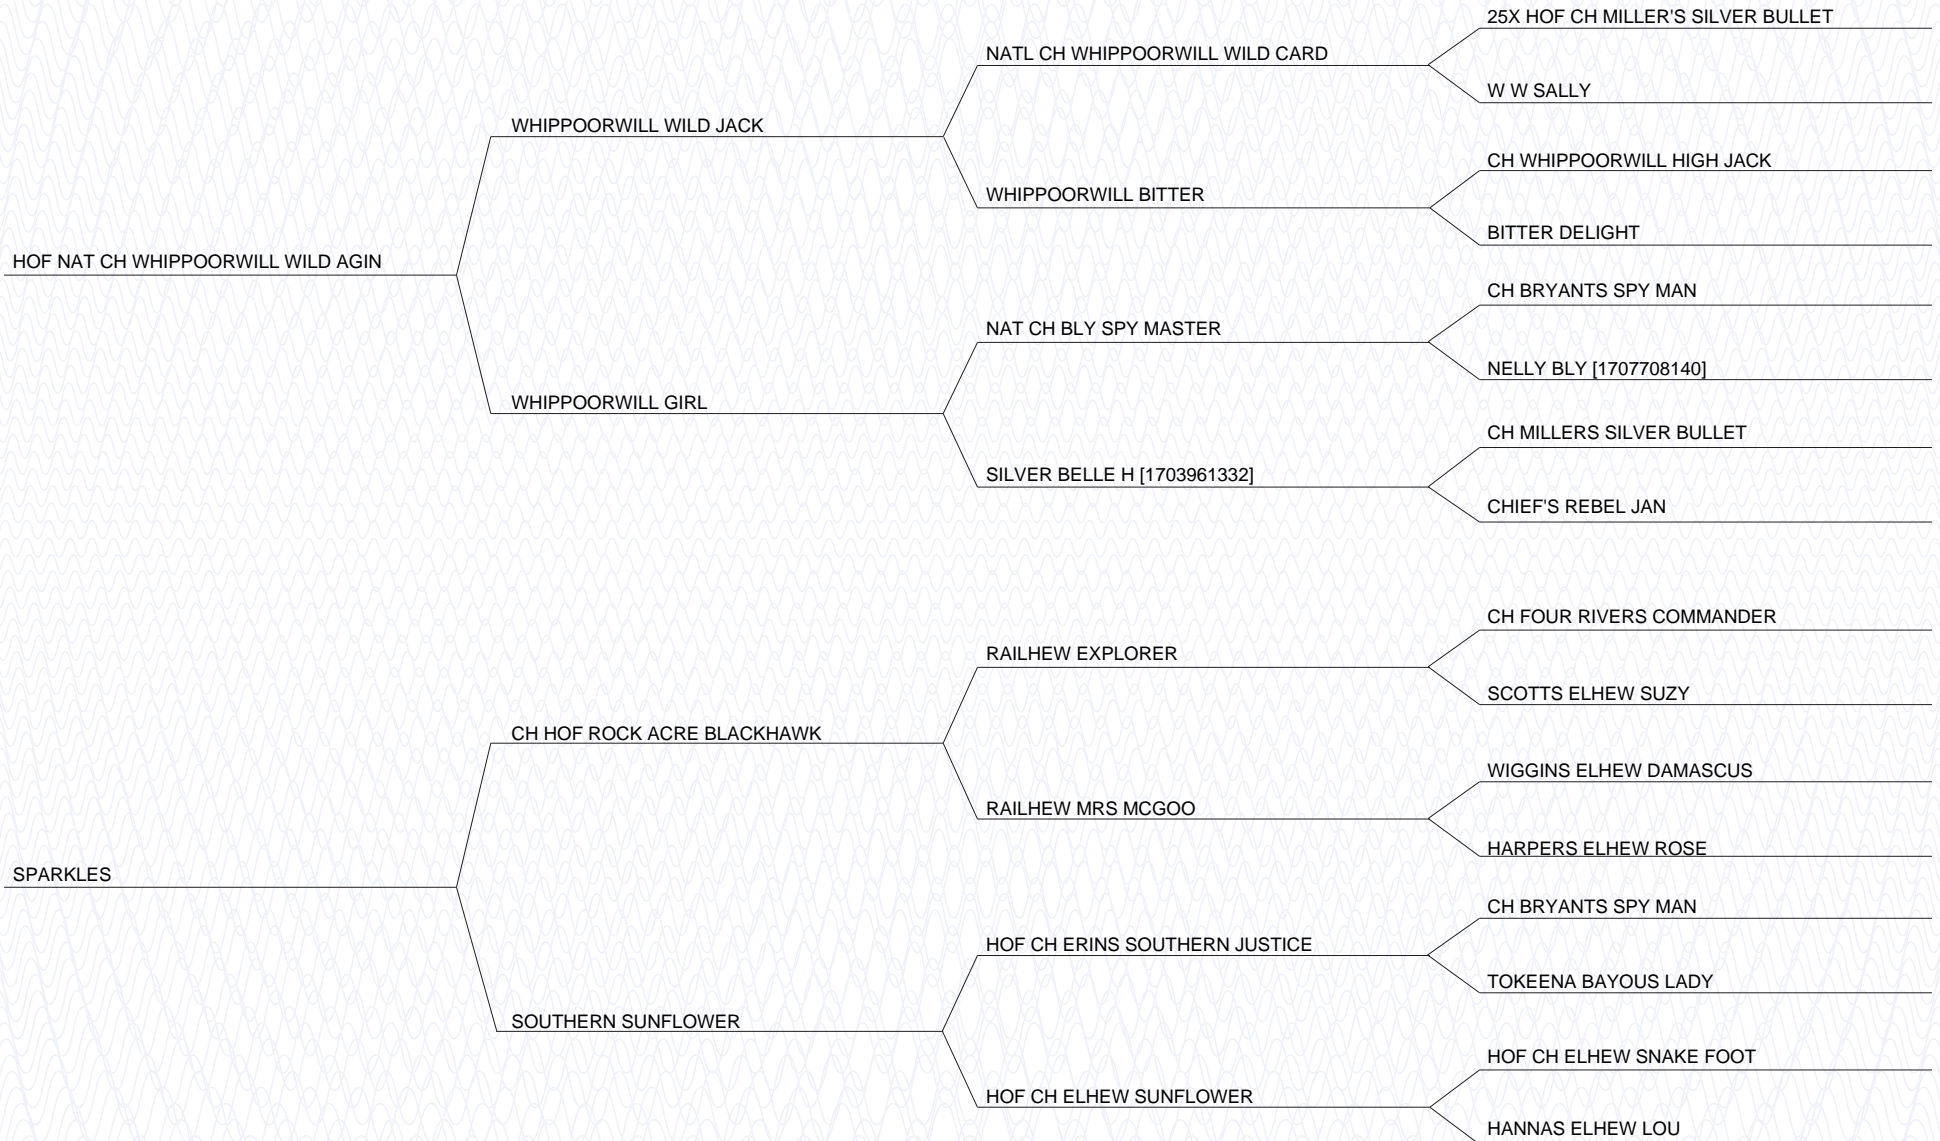 25X HOF CH MILLER'S SILVER BULLET
NATL CH WHIPPOORWILL WILD CARD
W W SALLY
WHIPPOORWILL WILD JACK
CH WHIPPOORWILL HIGH JACK
WHIPPOORWILL BITTER
BITTER DELIGHT
HOF NAT CH WHIPPOORWILL WILD AGIN
CH BRYANTS SPY MAN
NAT CH BLY SPY MASTER
NELLY BLY [1707708140]
WHIPPOORWILL GIRL
CH MILLERS SILVER BULLET
SILVER BELLE H [1703961332]
CHIEF'S REBEL JAN
CH FOUR RIVERS COMMANDER
RAILHEW EXPLORER
SCOTTS ELHEW SUZY
CH HOF ROCK ACRE BLACKHAWK
WIGGINS ELHEW DAMASCUS
RAILHEW MRS MCGOO
HARPERS ELHEW ROSE
SPARKLES
CH BRYANTS SPY MAN
HOF CH ERINS SOUTHERN JUSTICE
TOKEENA BAYOUS LADY
SOUTHERN SUNFLOWER
HOF CH ELHEW SNAKE FOOT
HOF CH ELHEW SUNFLOWER
HANNAS ELHEW LOU